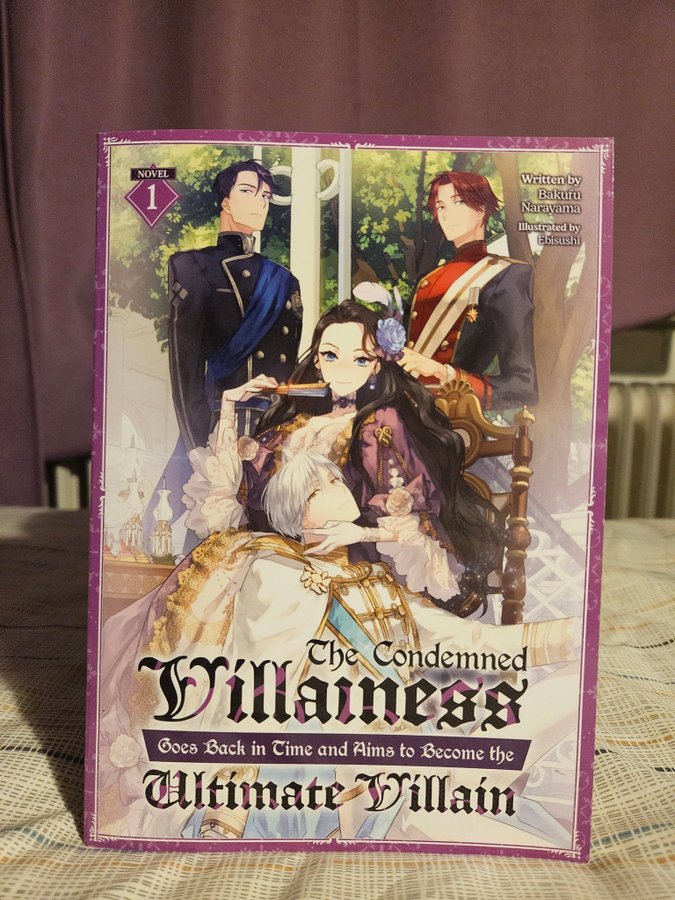 NOVEL
1
Written by
Bakufu
Narayama
Illustrated by
Ebisushi
The Condemned
Villainess
Goes Back in Time and Aims to Become the
Ultimate Villain